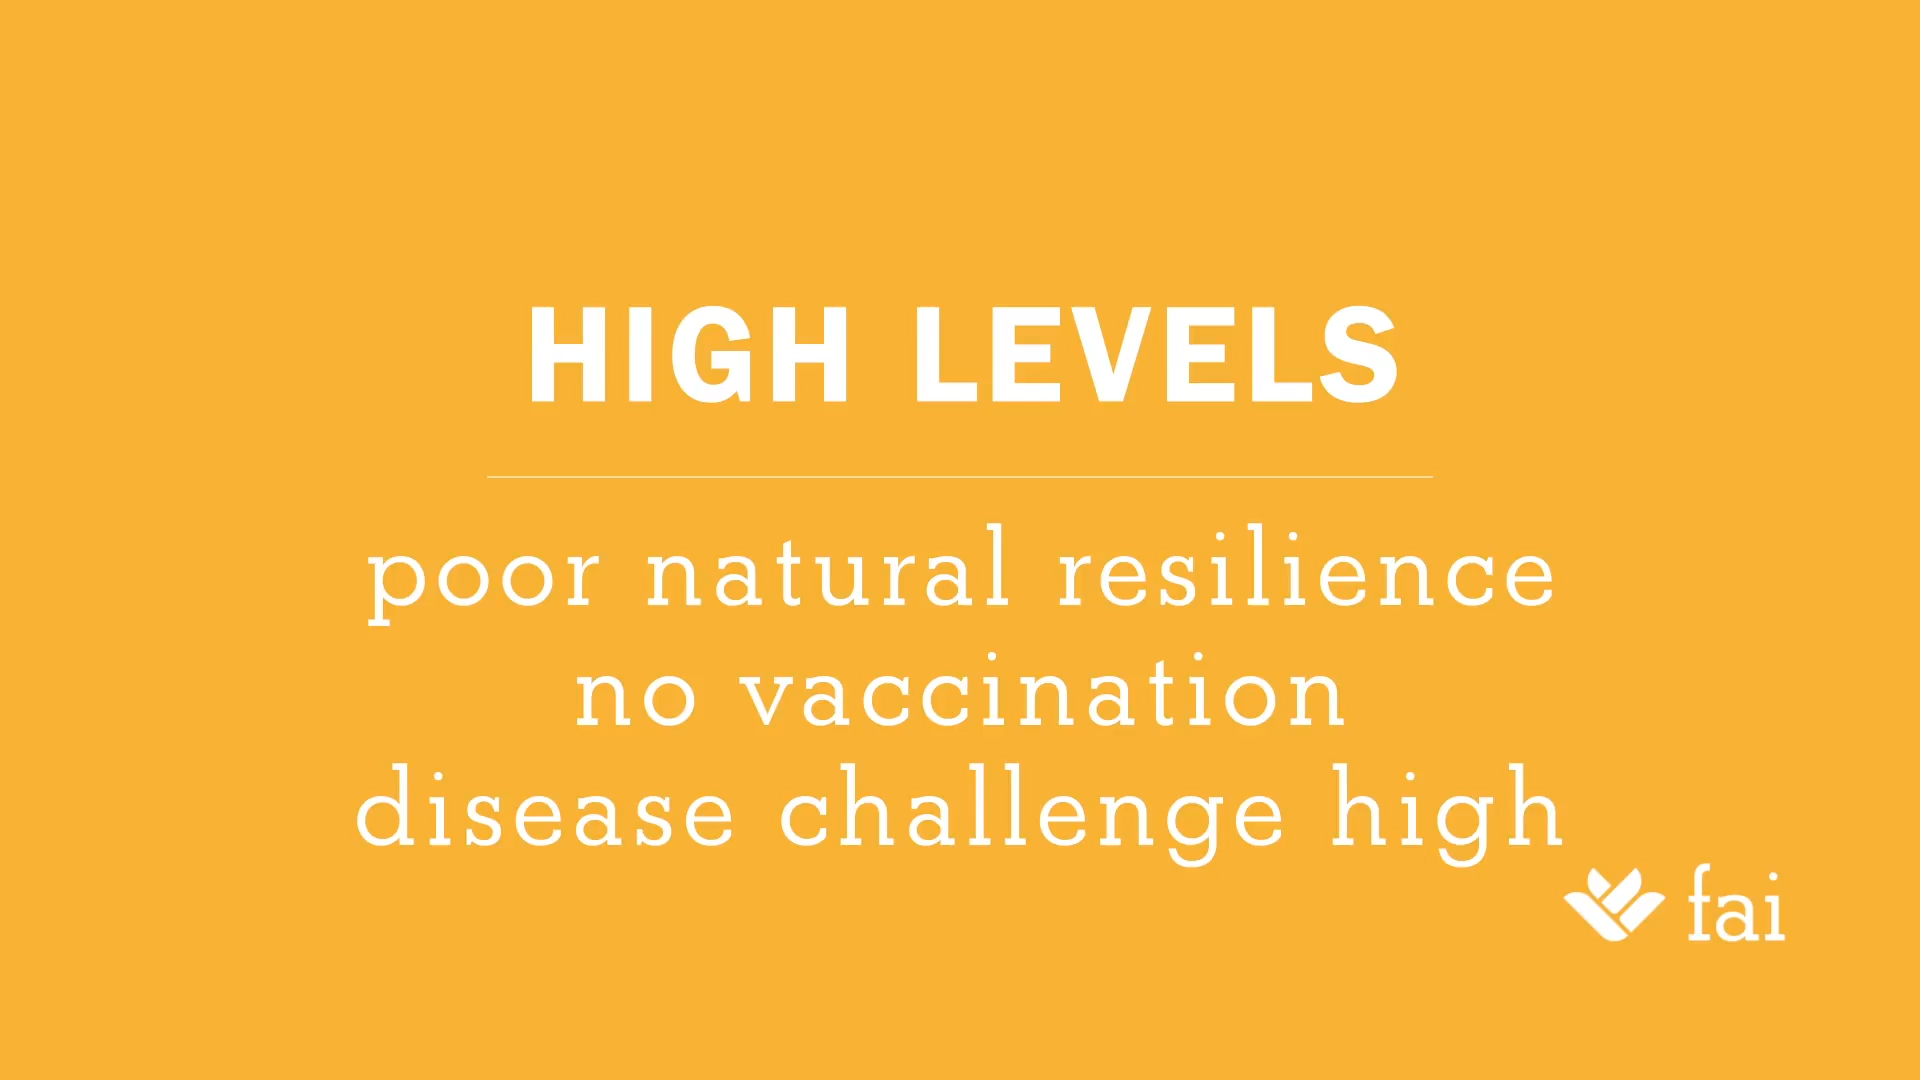 HIGH LEVELS
poor natural resilience
no vaccination
disease challenge high
fai